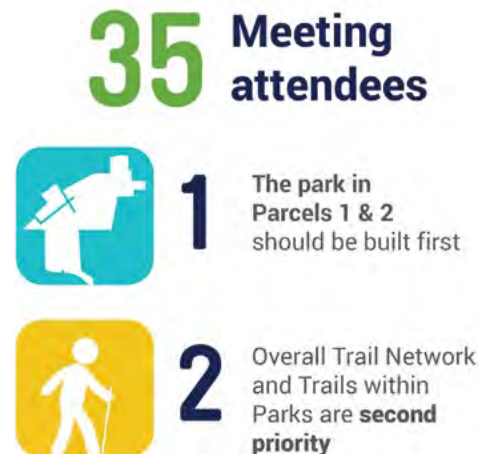 35 Meeting
attendees
1 The park in
Parcels 1 & 2
should be built first
2 Overall Trail Network
and Trails within
Parks are second
priority